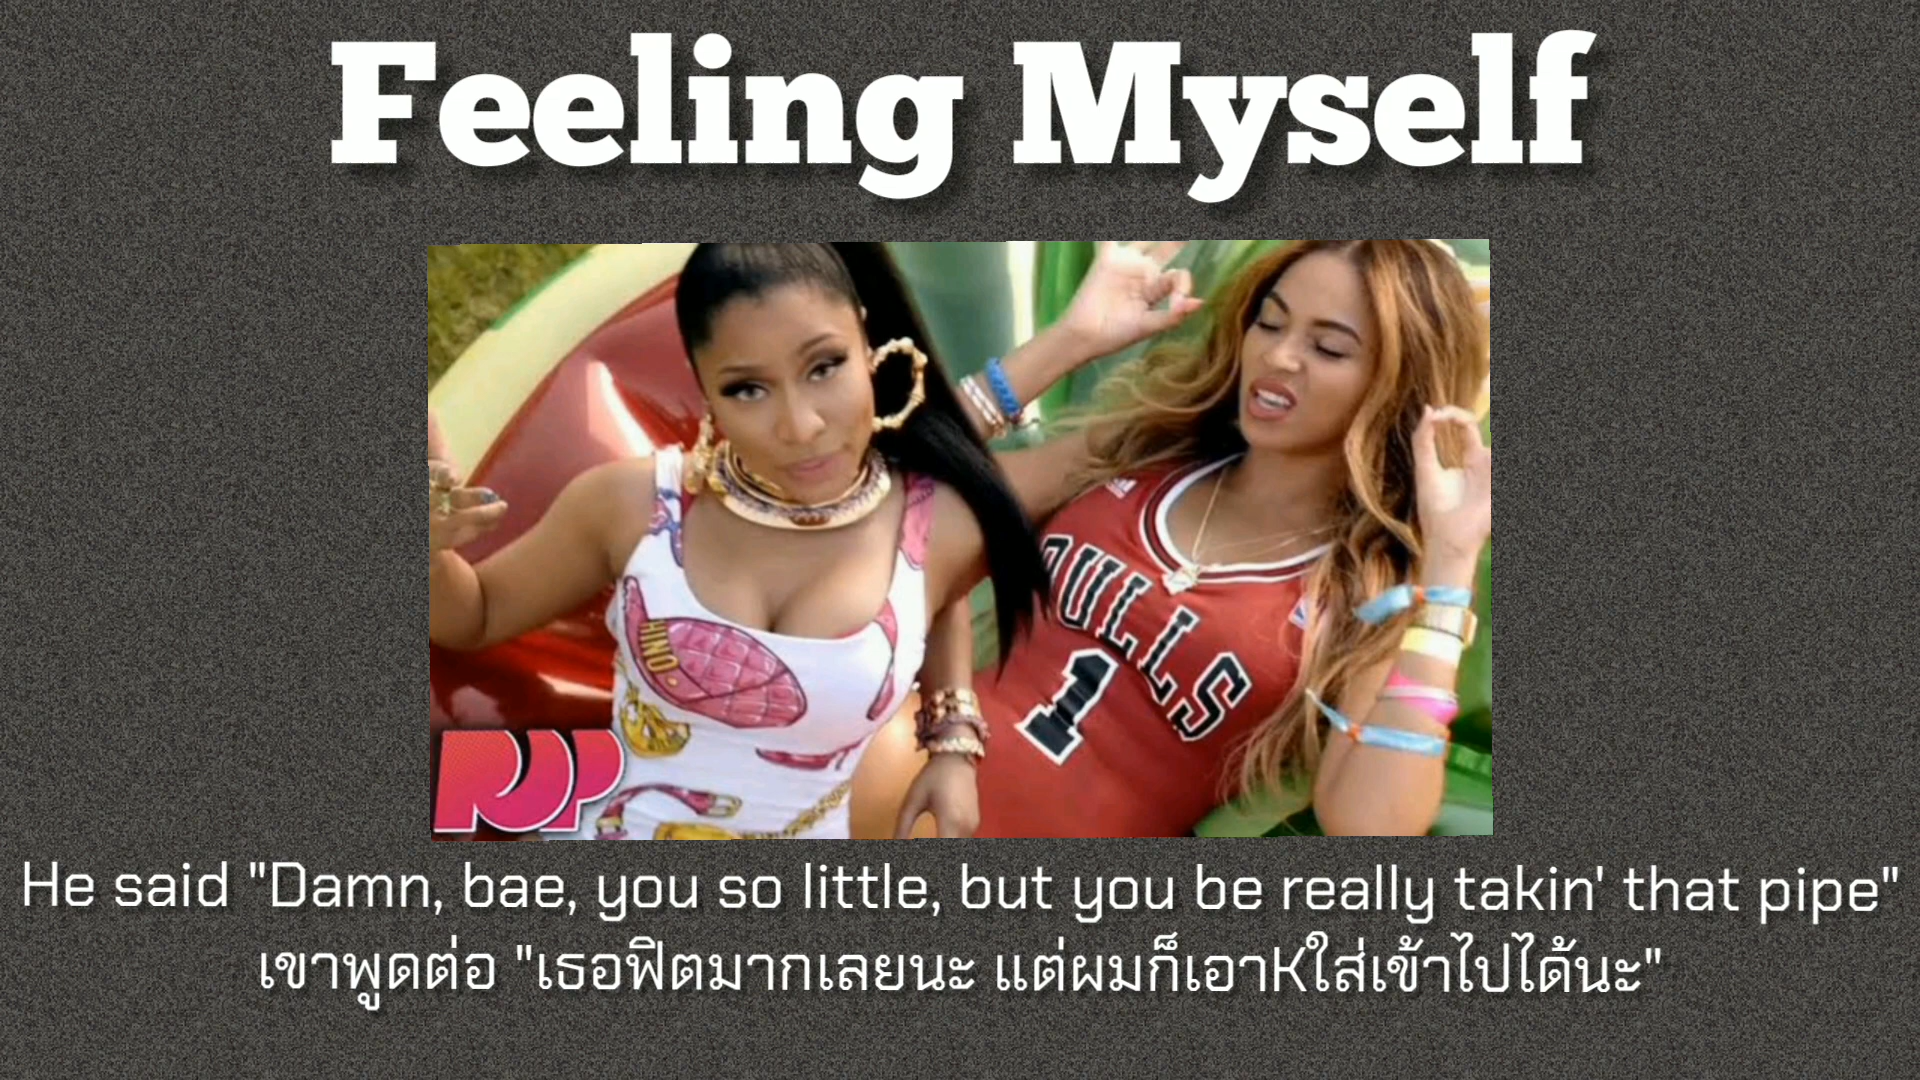 Feeling Myself
HINO
BULLS
1
POP
He said "Damn, bae, you so little, but you be really takin' that pipe"
เขาพูดต่อ "เธอฟิตมากเลยนะ แต่ผมก็เอาKใส่เข้าไปได้นะ"